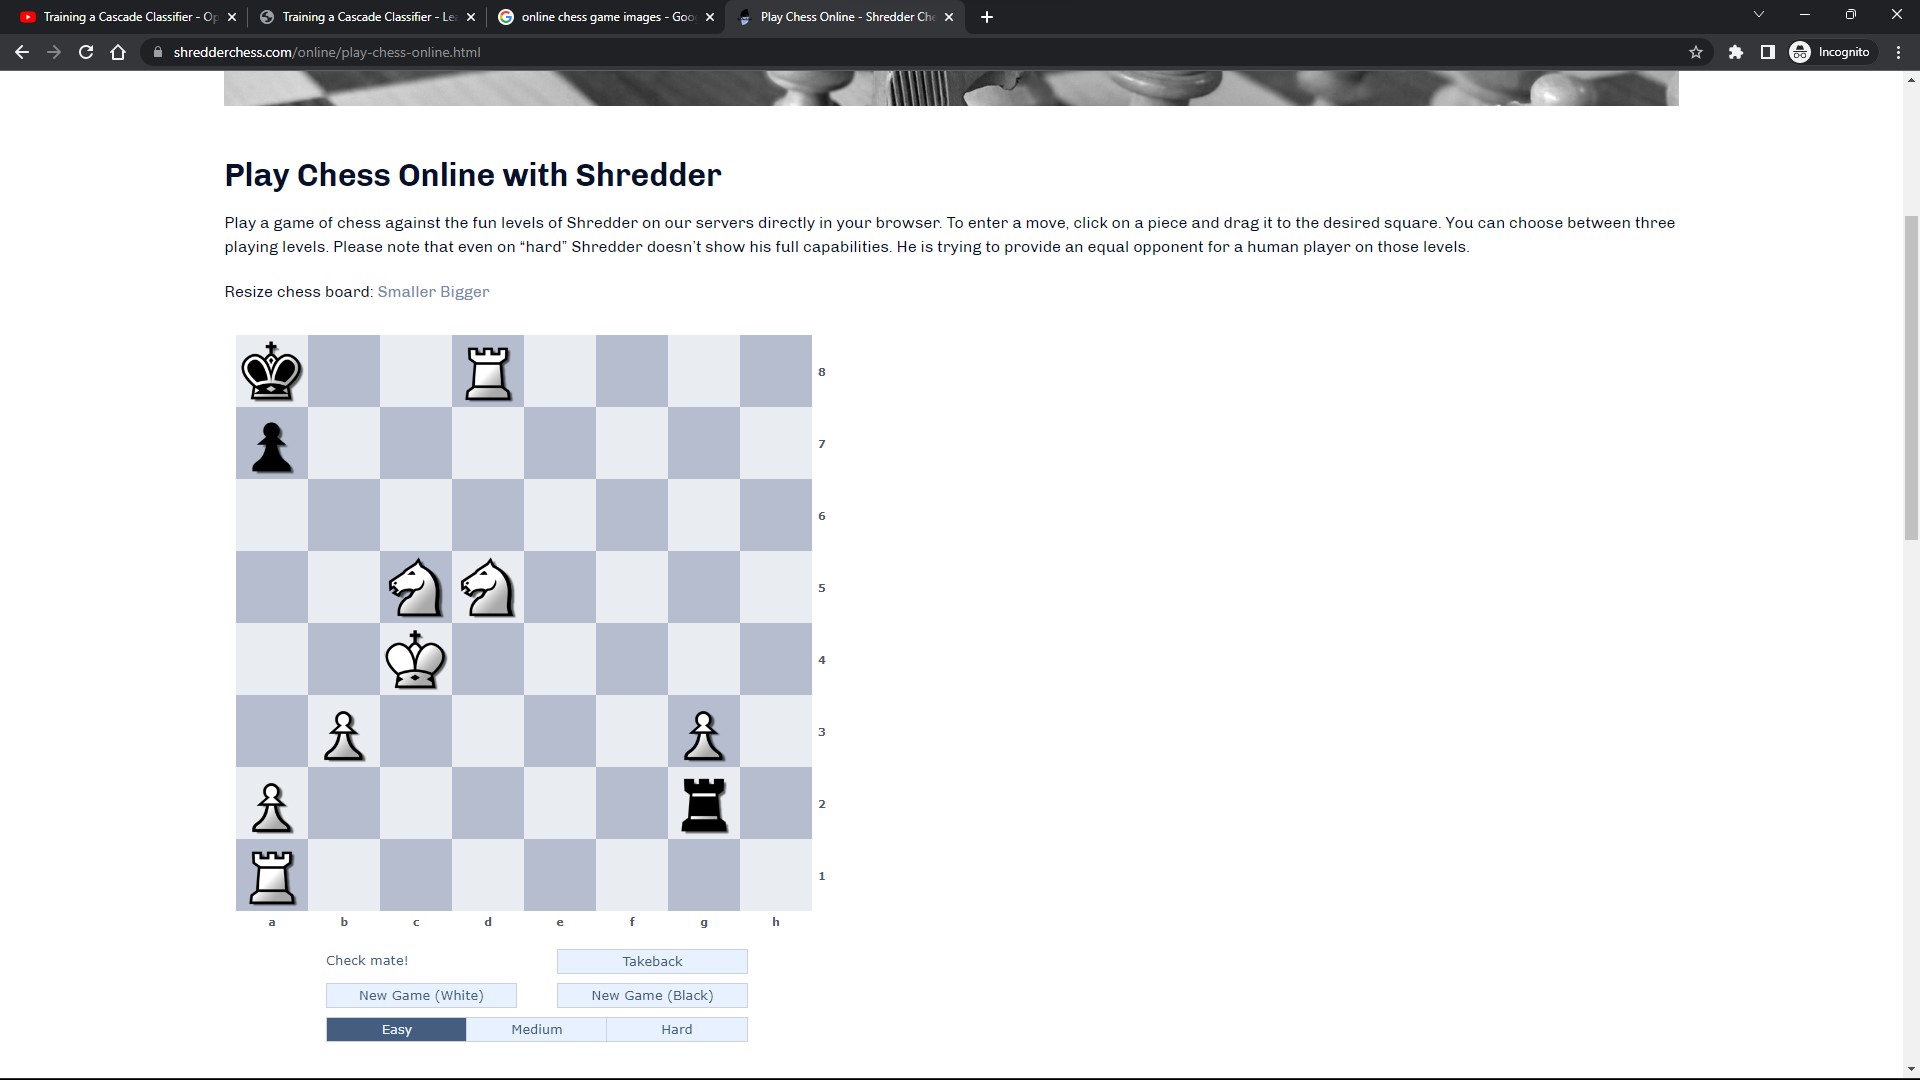 Training a Cascade Classifier - Op
Training a Cascade Classifier - Le
online chess game images - Goo
Play Chess Online - Shredder Che
shredderchess.com/online/play-chess-online.html
Incognito
Play Chess Online with Shredder
Play a game of chess against the fun levels of Shredder on our servers directly in your browser. To enter a move, click on a piece and drag it to the desired square. You can choose between three
playing levels. Please note that even on “hard” Shredder doesn’t show his full capabilities. He is trying to provide an equal opponent for a human player on those levels.
Resize chess board: Smaller Bigger
8
7
6
5
4
3
2
1
a b c d e f g h
Check mate!
Takeback
New Game (White)
New Game (Black)
Easy
Medium
Hard